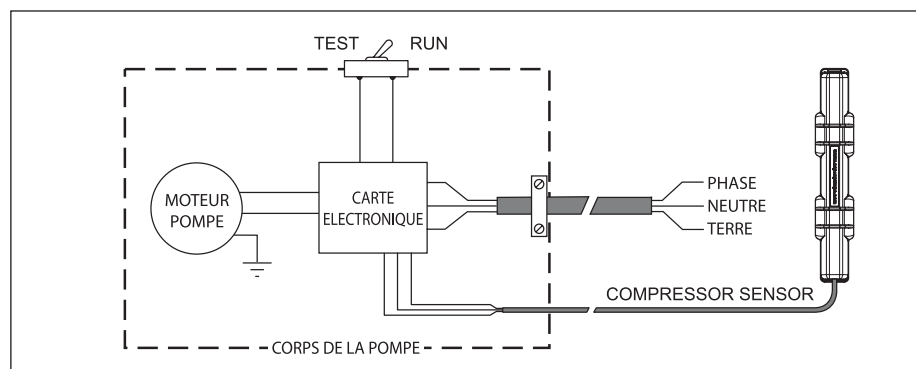 TEST RUN
MOTEUR
POMPE
CARTE
ELECTRONIQUE
PHASE
NEUTRE
TERRE
COMPRESSOR SENSOR
CORPS DE LA POMPE